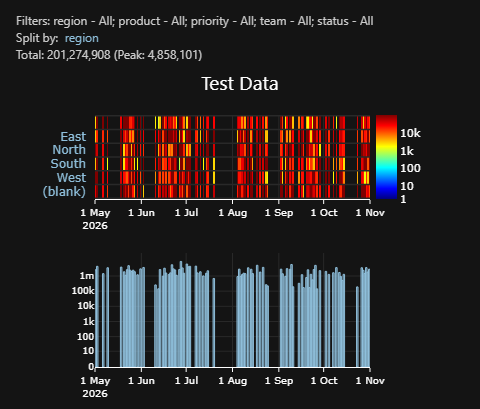 Filters: region - All; product - All; priority - All; team - All; status - All
Split by: region
Total: 201,274,908 (Peak: 4,858,101)
Test Data
East
North
South
West
(blank)
10k
1000
100
10
1
1 May
2026
1 Jun
1 Jul
1 Aug
1 Sep
1 Oct
1 Nov
1m
100k
10k
1k
100
10
0
1 May
2026
1 Jun
1 Jul
1 Aug
1 Sep
1 Oct
1 Nov